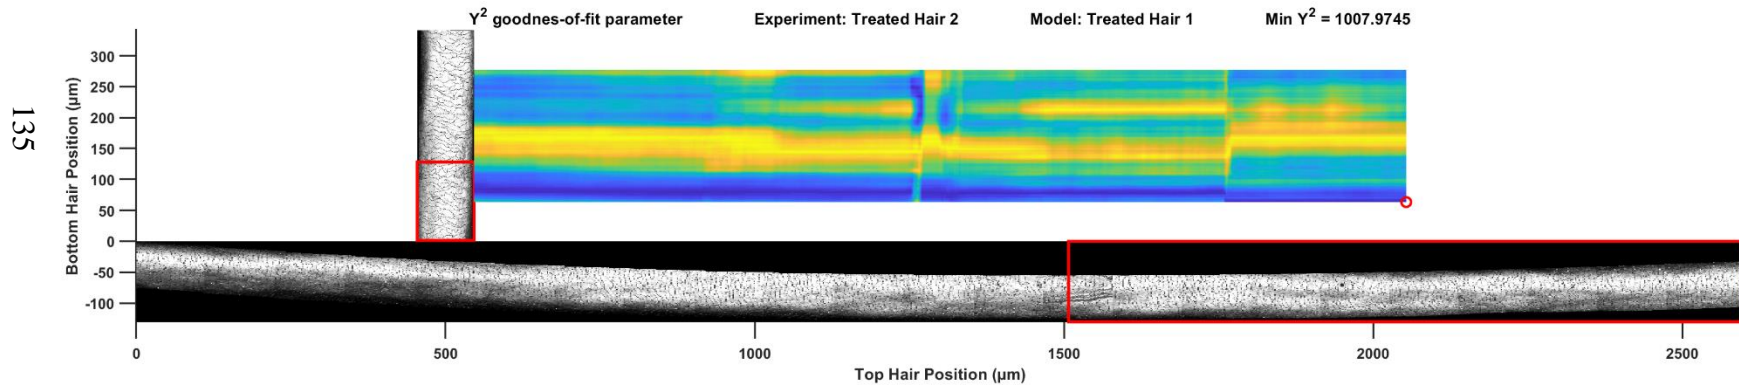 Y² goodnes-of-fit parameter Experiment: Treated Hair 2 Model: Treated Hair 1 Min Y² = 1007.9745
135
Bottom Hair Position (µm)
300
250
200
150
100
50
0
-50
-100
0 500 1000 1500 2000 2500
Top Hair Position (µm)